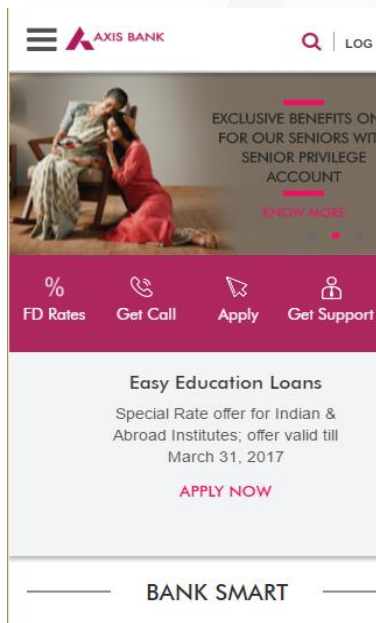 AXIS BANK
LOG
EXCLUSIVE BENEFITS ON
FOR OUR SENIORS WIT
SENIOR PRIVILEGE
ACCOUNT
KNOW MORE
%
FD Rates Get Call Apply Get Support
Easy Education Loans
Special Rate offer for Indian &
Abroad Institutes; offer valid till
March 31, 2017
APPLY NOW
BANK SMART